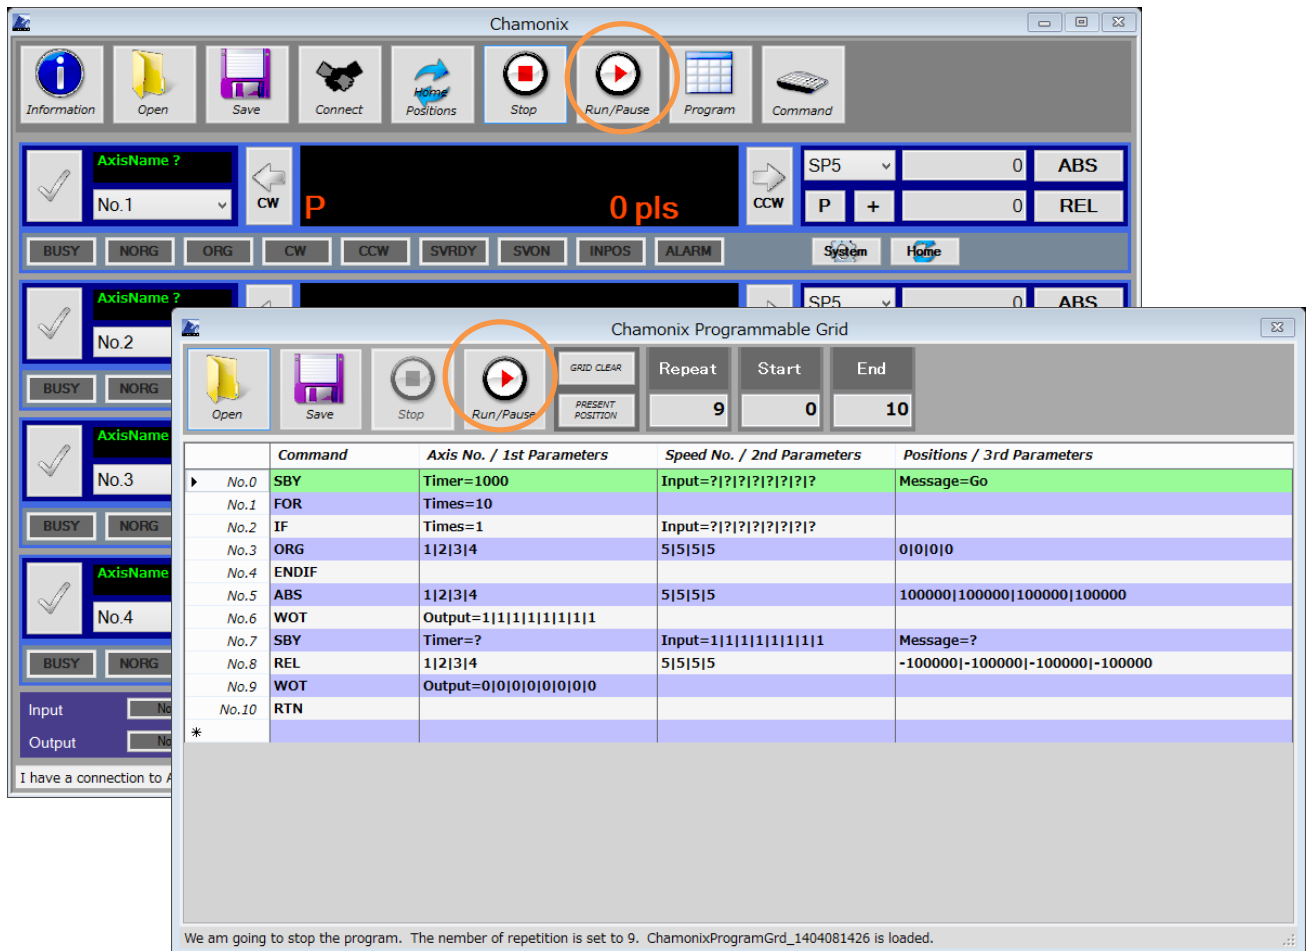 Chamonix
Information Open Save Connect Home Positions Stop Run/Pause Program Command
AxisName ?
No.1
CW
P 0 pls
CCW
SP5 0 ABS
P + 0 REL
BUSY NORG ORG CW CCW SVRDY SVON INPOS ALARM System Home
AxisName ?
No.2
SP5 0 ABS
BUSY NORG
AxisName
No.3
BUSY NORG
AxisName
No.4
BUSY NORG
Input No
Output No
I have a connection to A
Chamonix Programmable Grid
Open Save Stop Run/Pause
GRID CLEAR
PRESENT POSITION
Repeat Start End
9 0 10
Command Axis No. / 1st Parameters Speed No. / 2nd Parameters Positions / 3rd Parameters
No.0 SBY Timer=1000 Input=?|?|?|?|?|?|?|? Message=Go
No.1 FOR Times=10
No.2 IF Times=1 Input=?|?|?|?|?|?|?|?
No.3 ORG 1|2|3|4 5|5|5|5 0|0|0|0
No.4 ENDIF
No.5 ABS 1|2|3|4 5|5|5|5 100000|100000|100000|100000
No.6 WOT Output=1|1|1|1|1|1|1|1
No.7 SBY Timer=? Input=1|1|1|1|1|1|1|1 Message=?
No.8 REL 1|2|3|4 5|5|5|5 -100000|-100000|-100000|-100000
No.9 WOT Output=0|0|0|0|0|0|0|0
No.10 RTN
*
We am going to stop the program. The nember of repetition is set to 9. ChamonixProgramGrd_1404081426 is loaded.